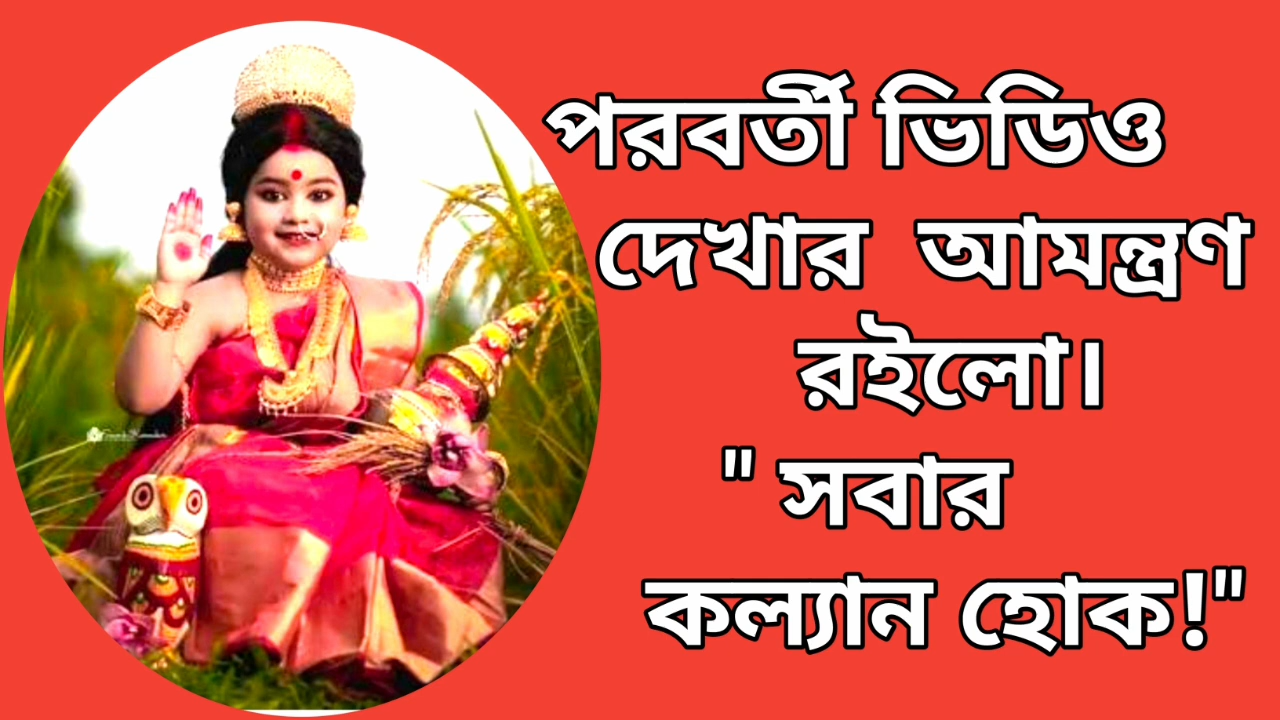 পরবর্তী ভিডিও
দেখার আমন্ত্রণ
রইলো।
" সবার
কল্যান হোক!"